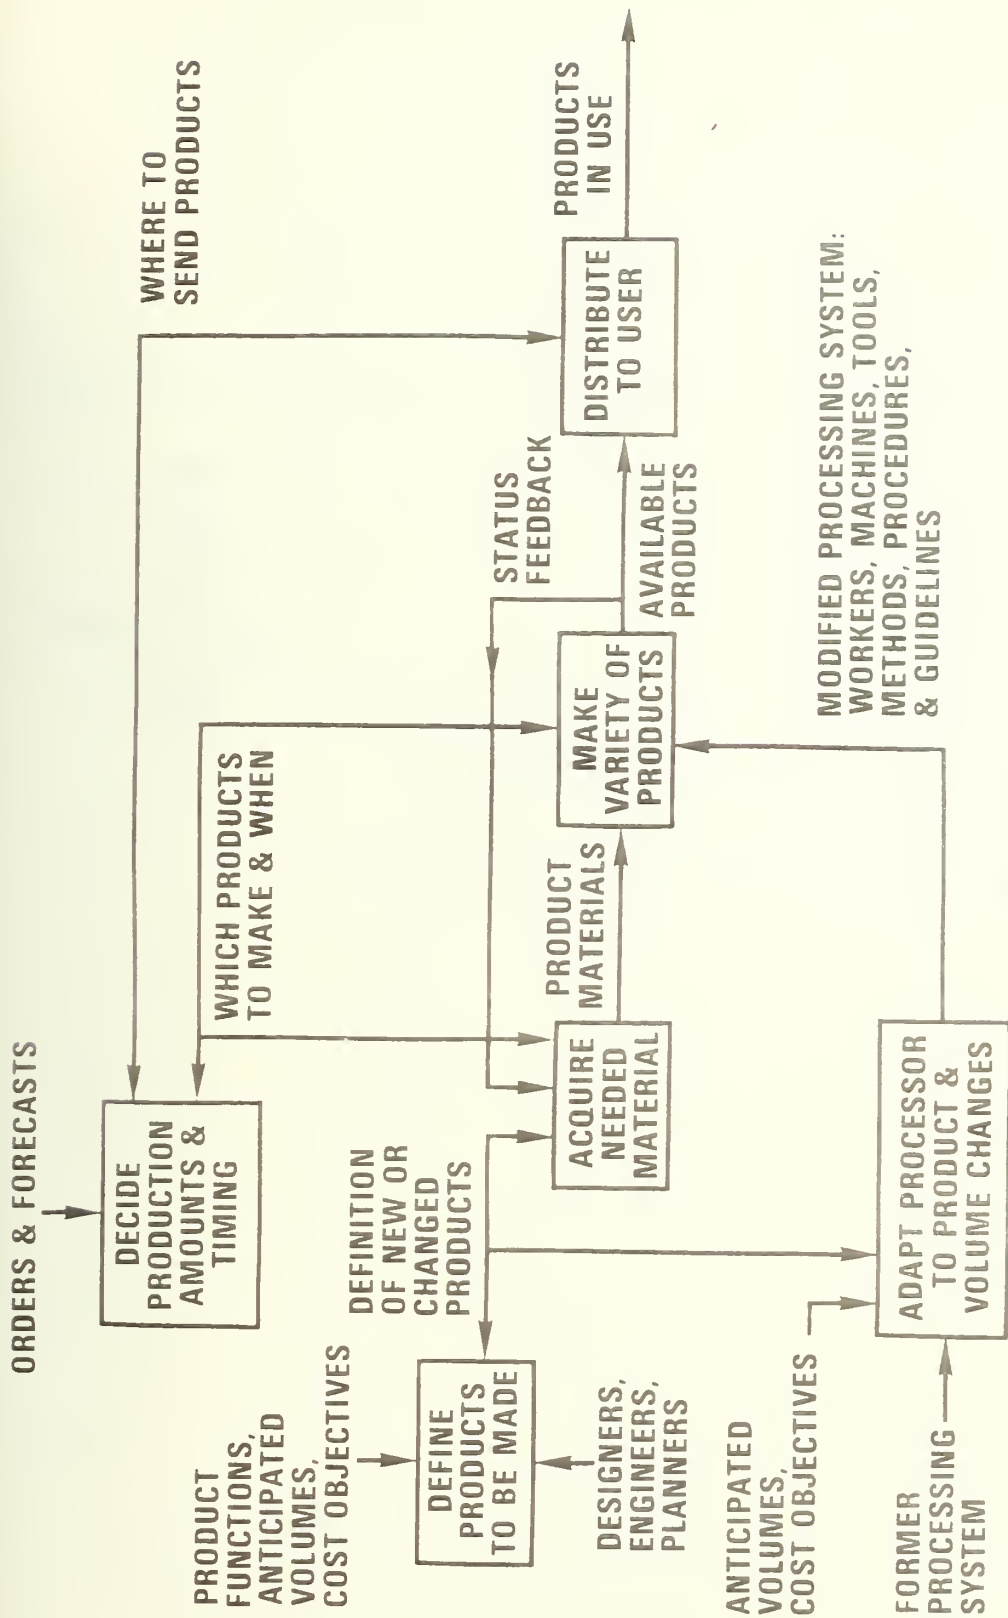 ORDERS & FORECASTS
DECIDE
PRODUCTION
AMOUNTS &
TIMING
WHERE TO
SEND PRODUCTS
WHICH PRODUCTS
TO MAKE & WHEN
PRODUCT
FUNCTIONS,
ANTICIPATED
VOLUMES,
COST OBJECTIVES
DEFINITION
OF NEW OR
CHANGED
PRODUCTS
STATUS
FEEDBACK
DEFINE
PRODUCTS
TO BE MADE
ACQUIRE
NEEDED
MATERIAL
PRODUCT
MATERIALS
MAKE
VARIETY OF
PRODUCTS
AVAILABLE
PRODUCTS
DISTRIBUTE
TO USER
PRODUCTS
IN USE
DESIGNERS,
ENGINEERS,
PLANNERS
ANTICIPATED
VOLUMES,
COST OBJECTIVES
FORMER
PROCESSING
SYSTEM
ADAPT PROCESSOR
TO PRODUCT &
VOLUME CHANGES
MODIFIED PROCESSING SYSTEM:
WORKERS, MACHINES, TOOLS,
METHODS, PROCEDURES,
& GUIDELINES